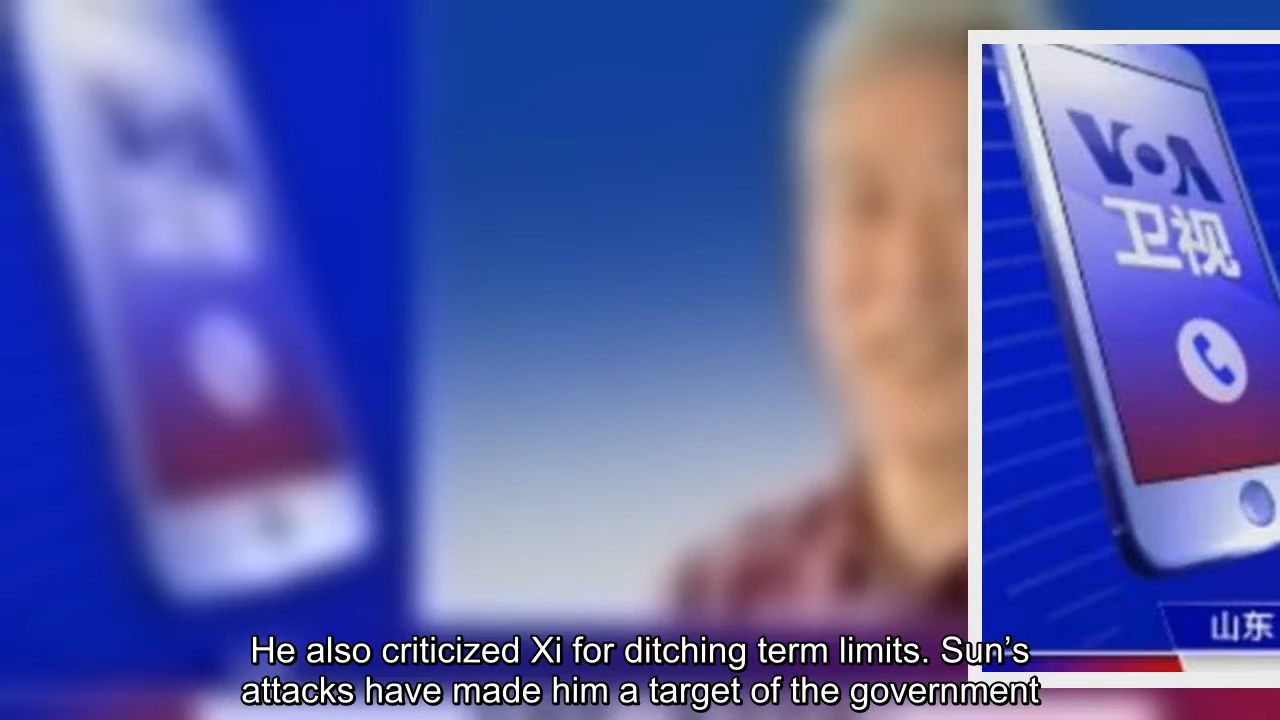 VOA
卫视
山东
He also criticized Xi for ditching term limits. Sun’s
attacks have made him a target of the government